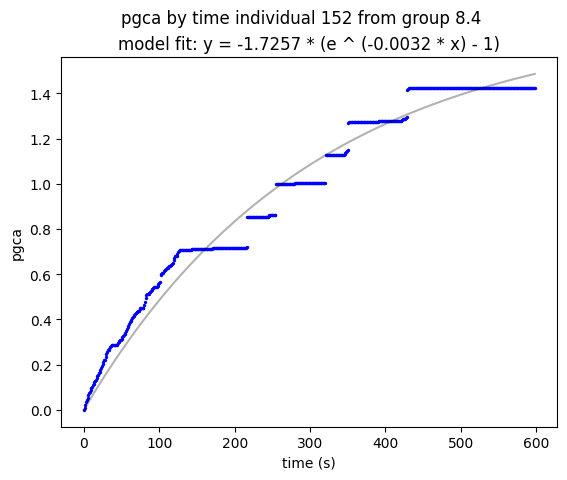 pgca by time individual 152 from group 8.4
model fit: y = -1.7257 * (e ^ (-0.0032 * x) - 1)
1.4
1.2
1.0
0.8
0.6
0.4
0.2
0.0
pgca
0 100 200 300 400 500 600
time (s)